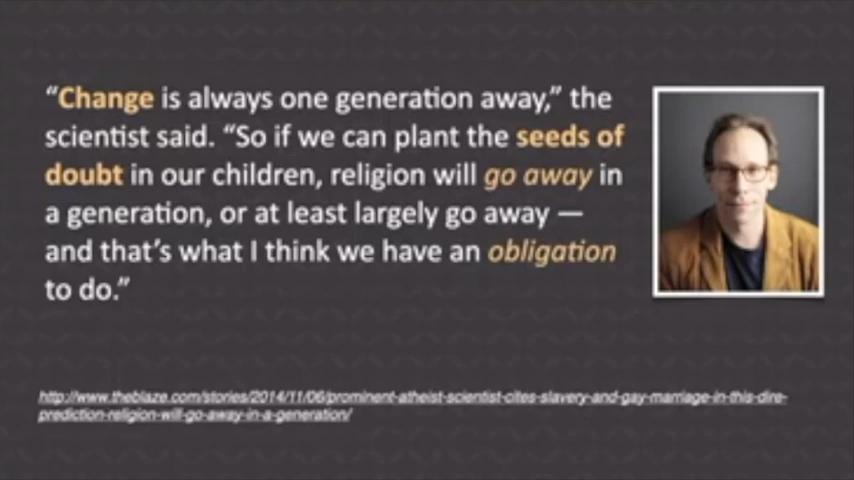 “Change is always one generation away,” the
scientist said. “So if we can plant the seeds of
doubt in our children, religion will go away in
a generation, or at least largely go away —
and that’s what I think we have an obligation
to do.”
http://www.theblaze.com/stories/2014/11/06/prominent-atheist-scientist-cites-slavery-and-gay-marriage-in-this-dire-
prediction-religion-will-go-away-in-a-generation/